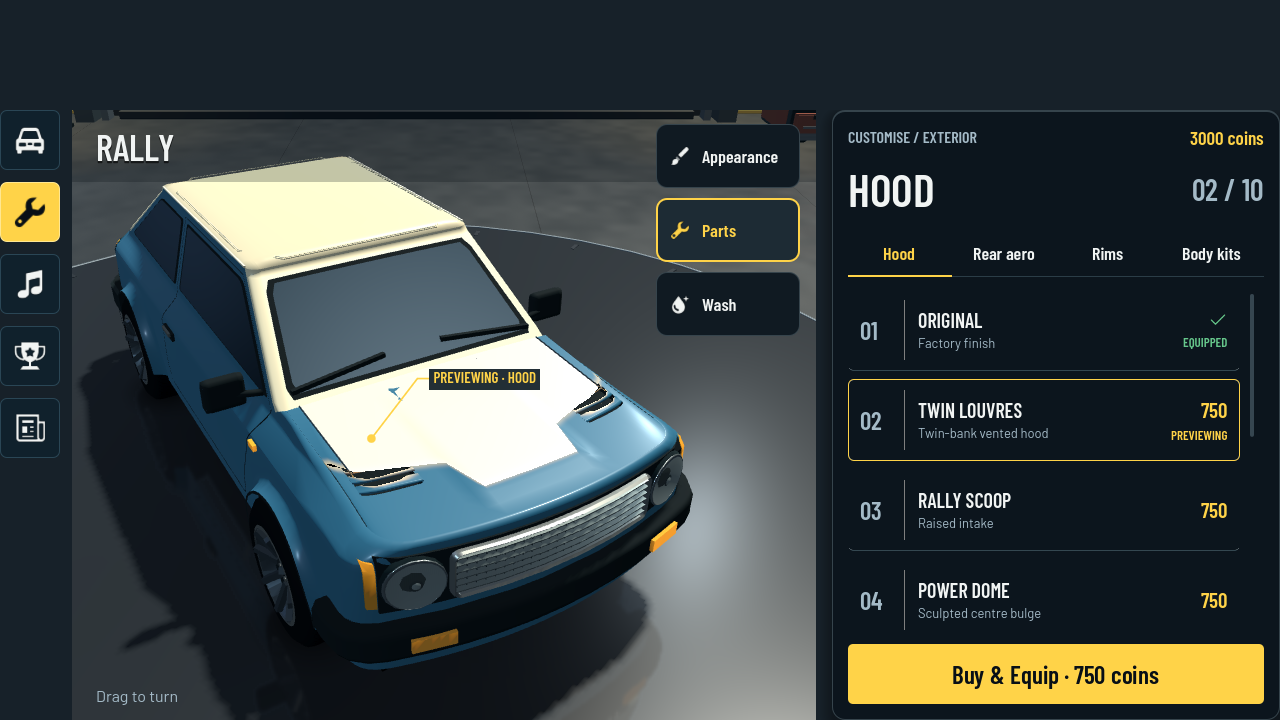 RALLY
Appearance
Parts
Wash
PREVIEWING · HOOD
Drag to turn
CUSTOMISE / EXTERIOR
3000 coins
HOOD
02 / 10
Hood
Rear aero
Rims
Body kits
01
ORIGINAL
Factory finish
EQUIPPED
02
TWIN LOUVRES
Twin-bank vented hood
750
PREVIEWING
03
RALLY SCOOP
Raised intake
750
04
POWER DOME
Sculpted centre bulge
750
Buy & Equip · 750 coins